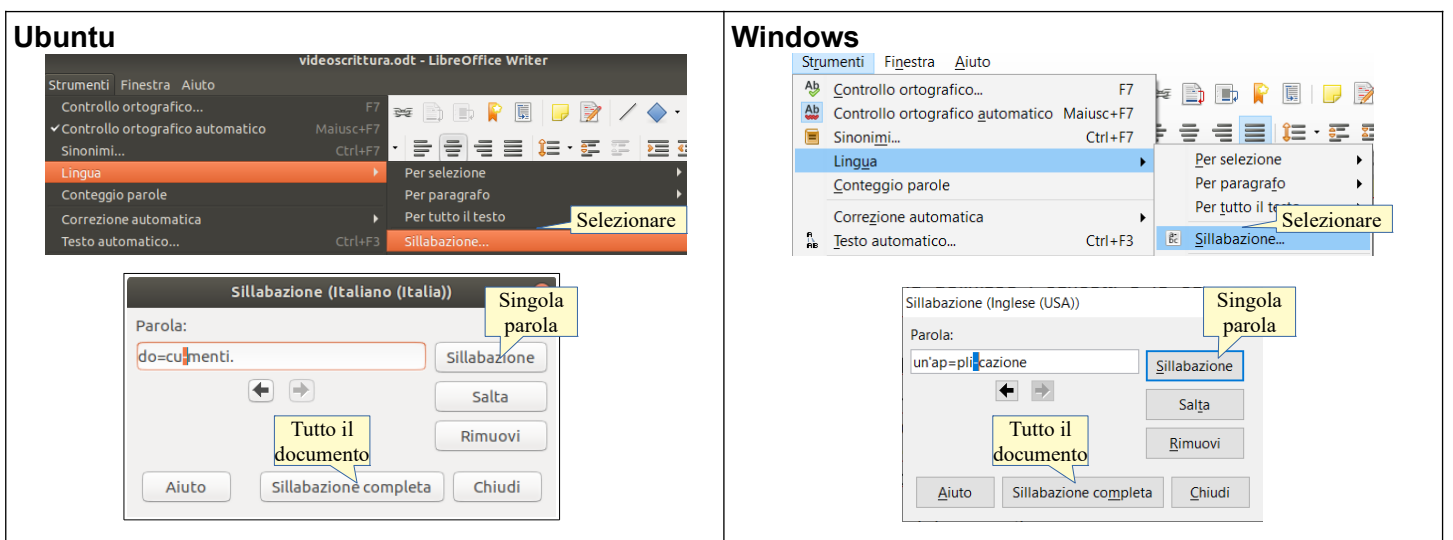 Ubuntu
videoscrittura.odt - LibreOffice Writer
Strumenti Finestra Aiuto
Controllo ortografico... F7
✔Controllo ortografico automatico Maiusc+F7
Sinonimi... Ctrl+F7
Lingua
Conteggio parole
Correzione automatica
Testo automatico... Ctrl+F3
Per selezione
Per paragrafo
Per tutto il testo
Sillabazione...
Selezionare
Sillabazione (Italiano (Italia))
Singola
parola
Parola:
do=cu-menti.
Sillabazione
Salta
Rimuovi
Tutto il
documento
Aiuto
Sillabazione completa
Chiudi
Windows
Strumenti Finestra Aiuto
Controllo ortografico... F7
Controllo ortografico automatico Maiusc+F7
Sinonimi... Ctrl+F7
Lingua
Conteggio parole
Correzione automatica
Testo automatico... Ctrl+F3
Per selezione
Per paragrafo
Per tutto il testo
Sillabazione...
Selezionare
Sillabazione (Inglese (USA))
Singola
parola
Parola:
un'ap=pli-cazione
Sillabazione
Salta
Rimuovi
Tutto il
documento
Aiuto
Sillabazione completa
Chiudi